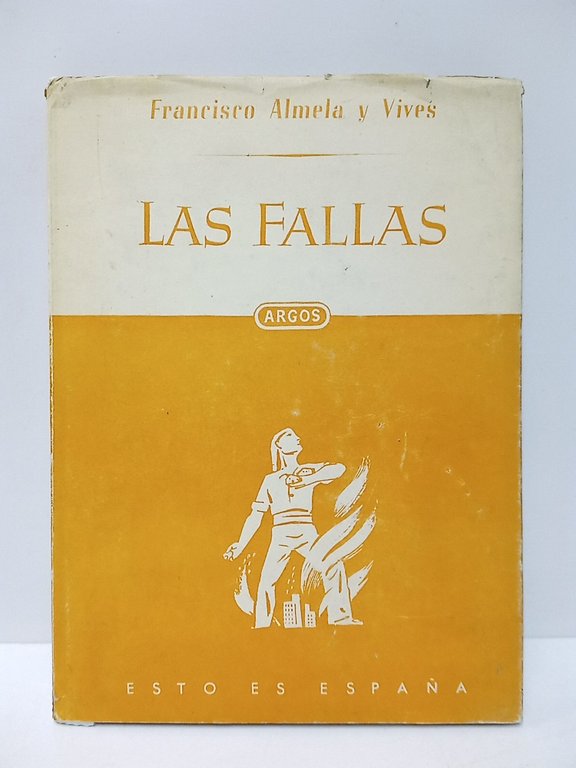 Francisco Almela y Vives
LAS FALLAS
ARGOS
ESTO ES ESPAÑA